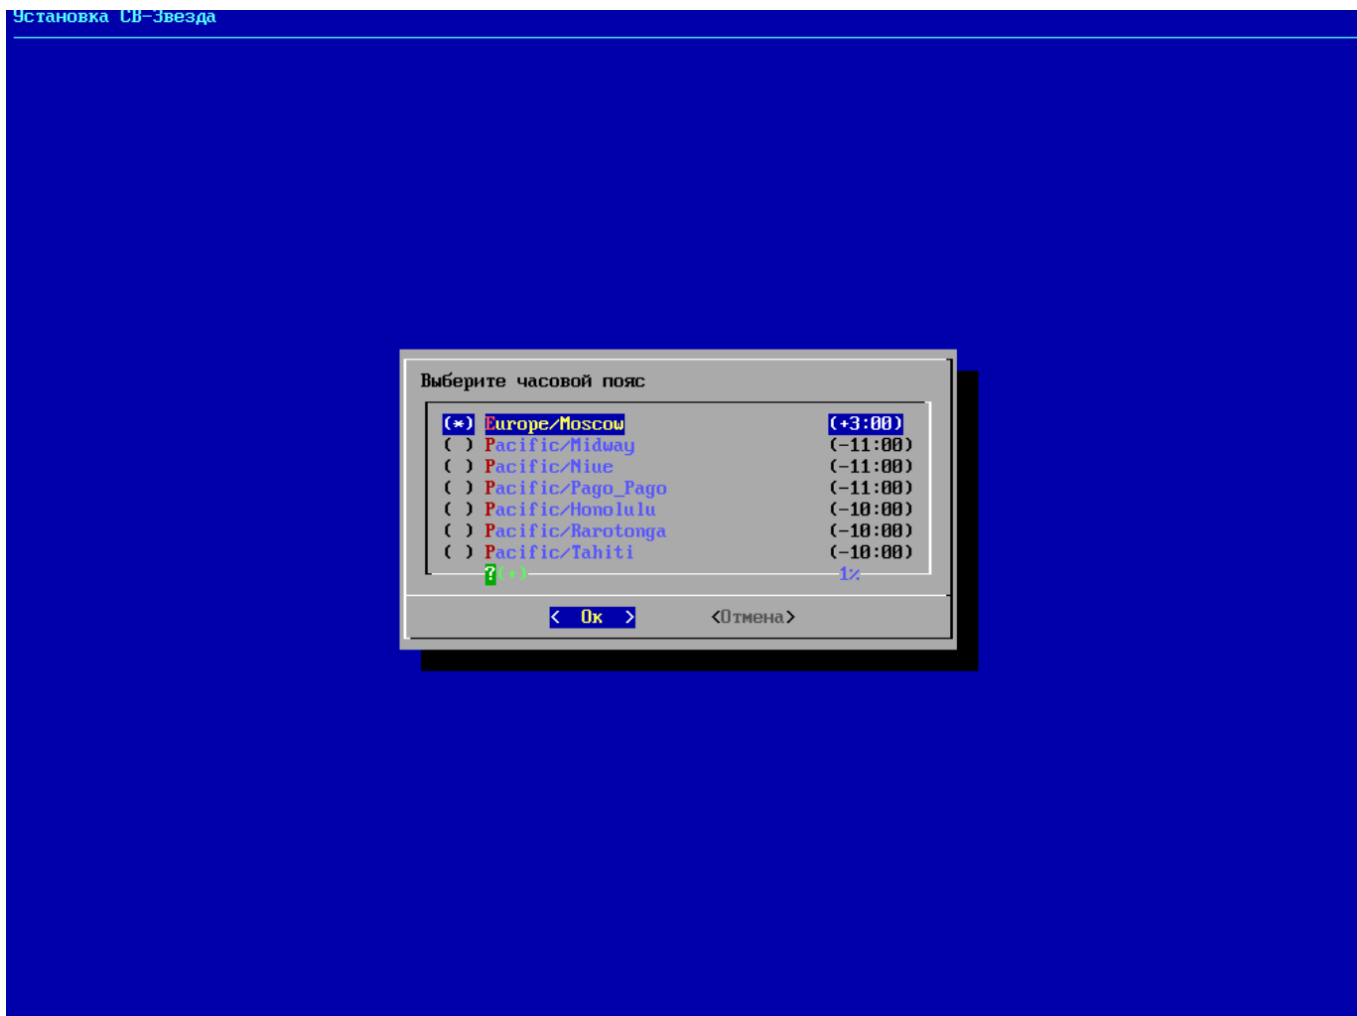 Установка СВ-Звезда
Выберите часовой пояс
(*) Europe/Moscow (+3:00)
( ) Pacific/Midway (-11:00)
( ) Pacific/Niue (-11:00)
( ) Pacific/Pago_Pago (-11:00)
( ) Pacific/Honolulu (-10:00)
( ) Pacific/Rarotonga (-10:00)
( ) Pacific/Tahiti (-10:00)
?(+) 1%
< Ок > <Отмена>